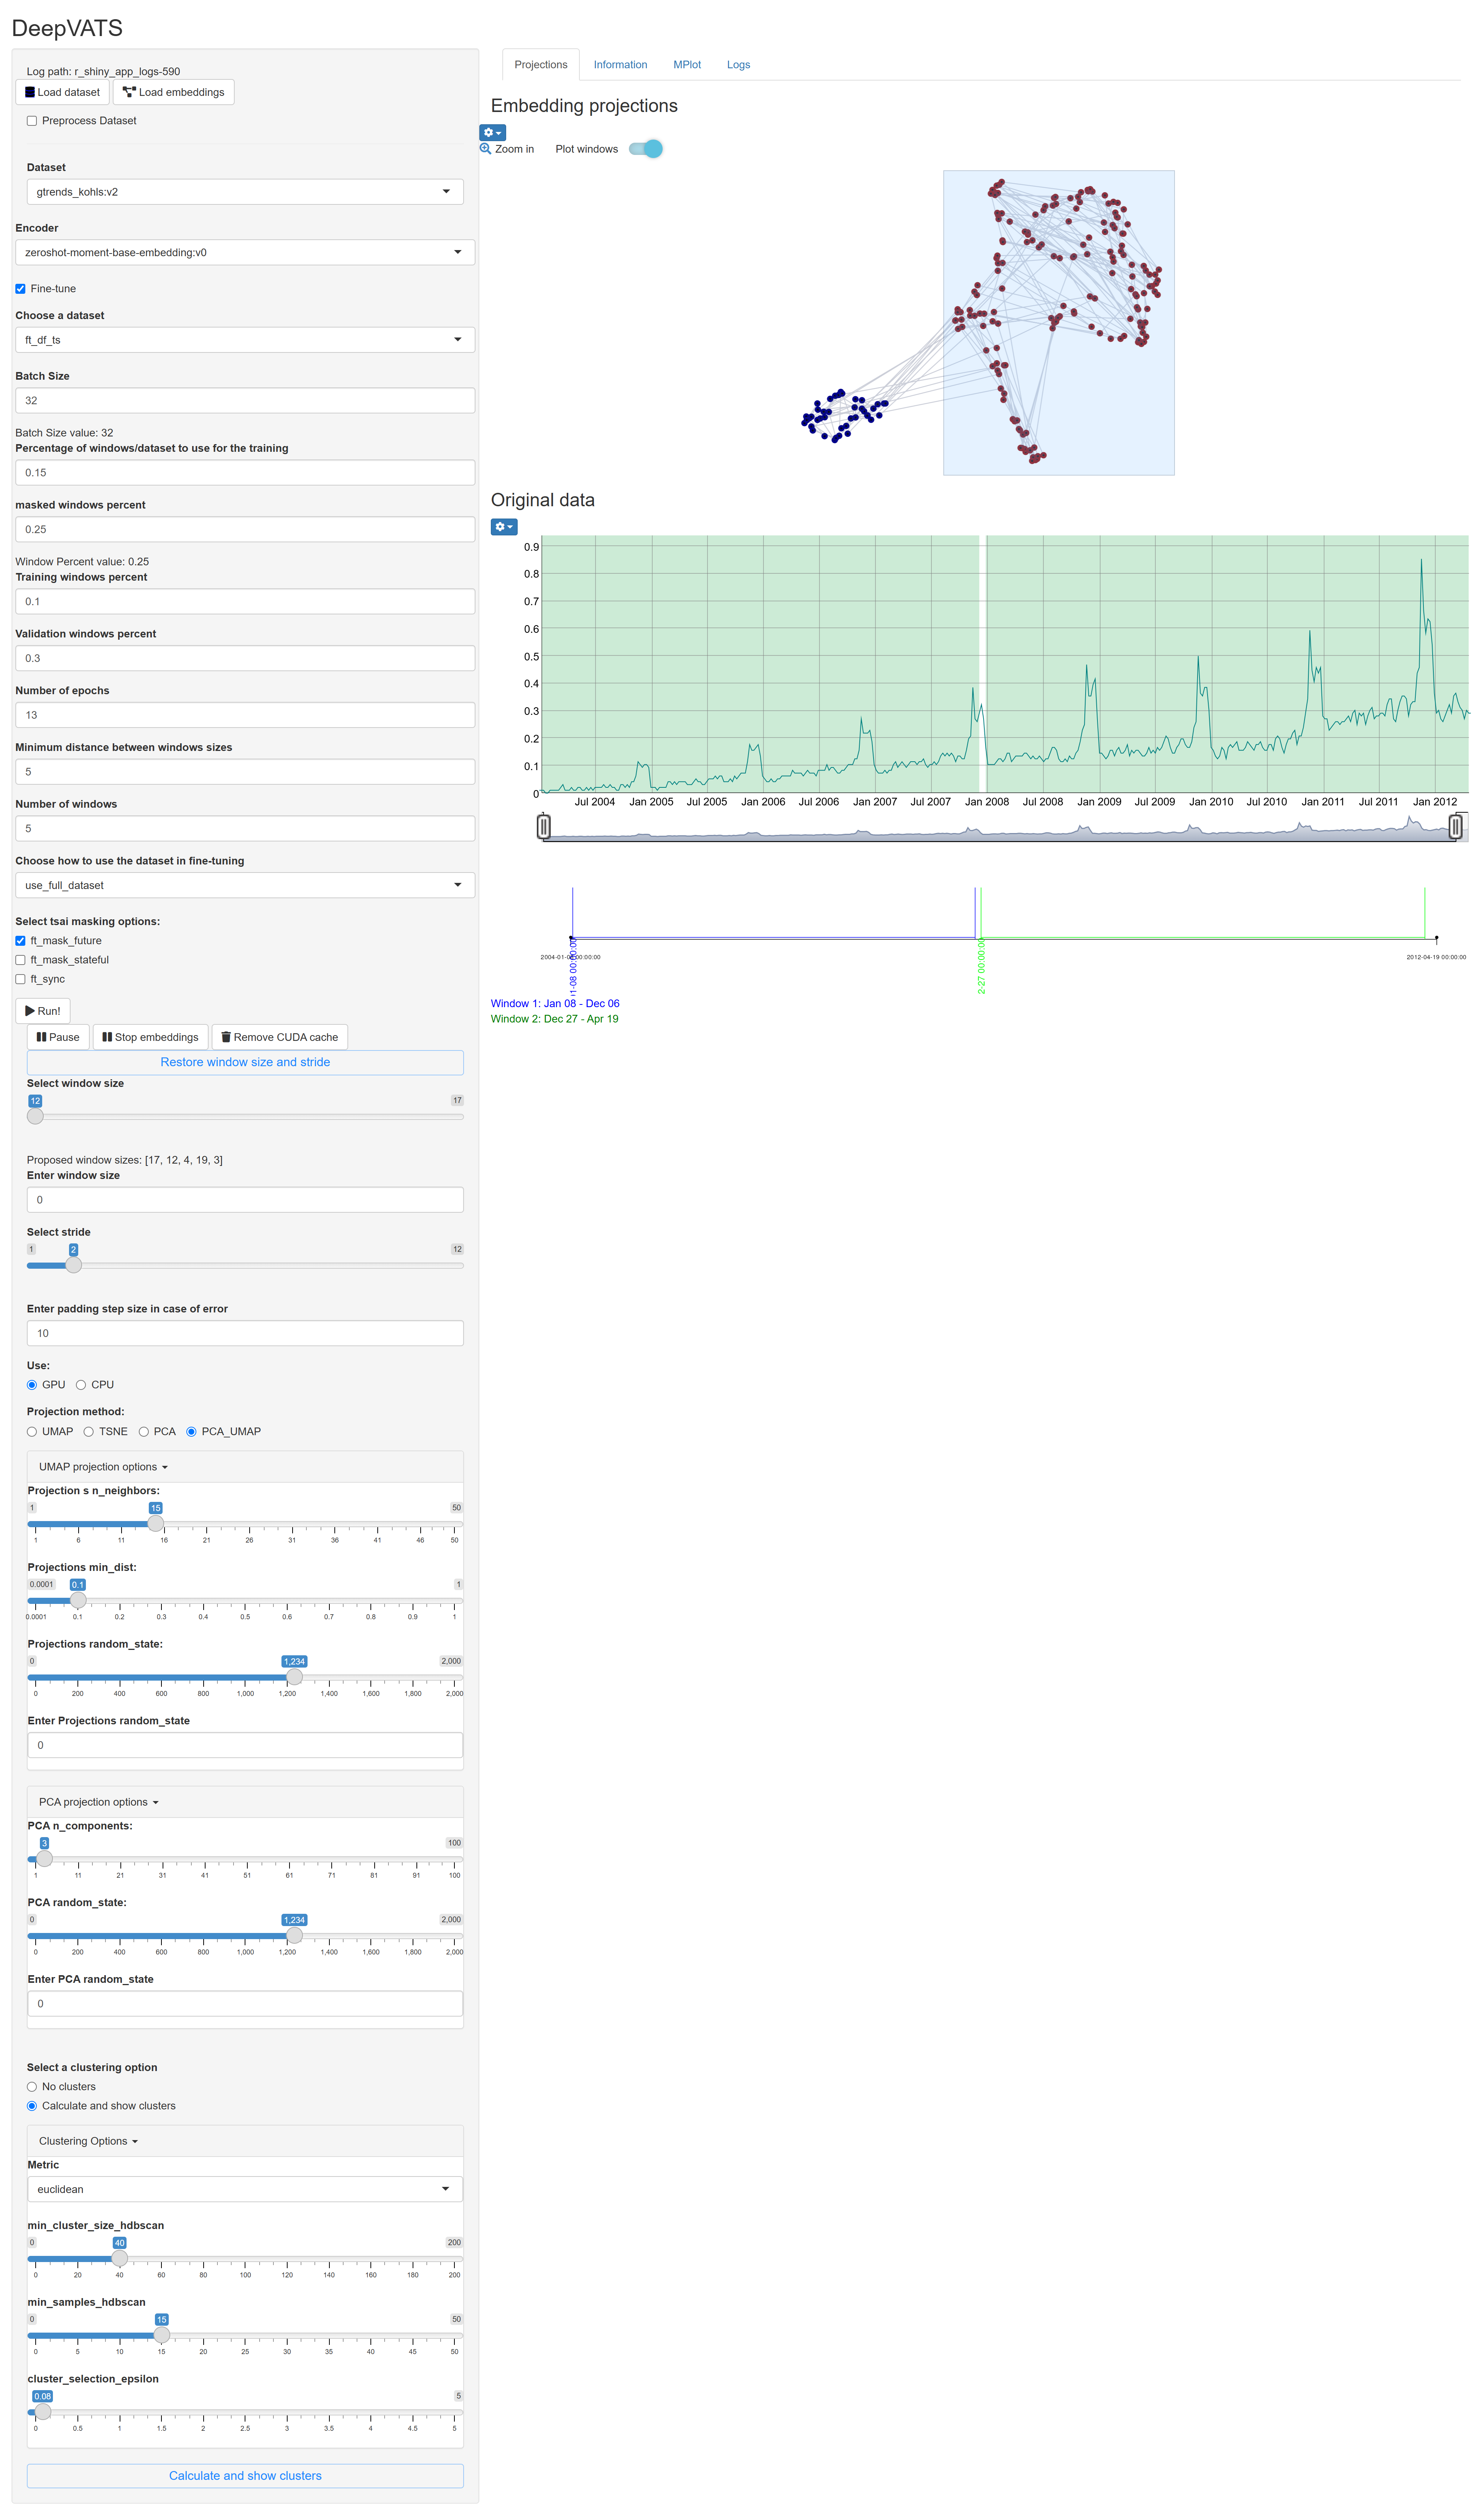 DeepVATS
Log path: r_shiny_app_logs-590
Load dataset
Load embeddings
Preprocess Dataset
Dataset
gtrends_kohls:v2
Encoder
zeroshot-moment-base-embedding:v0
Fine-tune
Choose a dataset
ft_df_ts
Batch Size
32
Batch Size value: 32
Percentage of windows/dataset to use for the training
0.15
masked windows percent
0.25
Window Percent value: 0.25
Training windows percent
0.1
Validation windows percent
0.3
Number of epochs
13
Minimum distance between windows sizes
5
Number of windows
5
Choose how to use the dataset in fine-tuning
use_full_dataset
Select tsai masking options:
ft_mask_future
ft_mask_stateful
ft_sync
Run!
Pause
Stop embeddings
Remove CUDA cache
Restore window size and stride
Select window size
12 17
Proposed window sizes: [17, 12, 4, 19, 3]
Enter window size
0
Select stride
1 2 12
Enter padding step size in case of error
10
Use:
GPU CPU
Projection method:
UMAP TSNE PCA PCA_UMAP
UMAP projection options
Projection s n_neighbors:
1 15 50
1 6 11 16 21 26 31 36 41 46 50
Projections min_dist:
0.0001 0.1 1
0.0001 0.1 0.2 0.3 0.4 0.5 0.6 0.7 0.8 0.9 1
Projections random_state:
0 1,234 2,000
0 200 400 600 800 1,000 1,200 1,400 1,600 1,800 2,000
Enter Projections random_state
0
PCA projection options
PCA n_components:
3 100
1 11 21 31 41 51 61 71 81 91 100
PCA random_state:
0 1,234 2,000
0 200 400 600 800 1,000 1,200 1,400 1,600 1,800 2,000
Enter PCA random_state
0
Select a clustering option
No clusters
Calculate and show clusters
Clustering Options
Metric
euclidean
min_cluster_size_hdbscan
0 40 200
0 20 40 60 80 100 120 140 160 180 200
min_samples_hdbscan
0 15 50
0 5 10 15 20 25 30 35 40 45 50
cluster_selection_epsilon
0.08 5
0 0.5 1 1.5 2 2.5 3 3.5 4 4.5 5
Calculate and show clusters
Projections Information MPlot Logs
Embedding projections
Zoom in Plot windows
Original data
0.9
0.8
0.7
0.6
0.5
0.4
0.3
0.2
0.1
0
Jul 2004 Jan 2005 Jul 2005 Jan 2006 Jul 2006 Jan 2007 Jul 2007 Jan 2008 Jul 2008 Jan 2009 Jul 2009 Jan 2010 Jul 2010 Jan 2011 Jul 2011 Jan 2012
1-08 00:00:00
2-27 00:00:00
2012-04-19 00:00:00
Window 1: Jan 08 - Dec 06
Window 2: Dec 27 - Apr 19